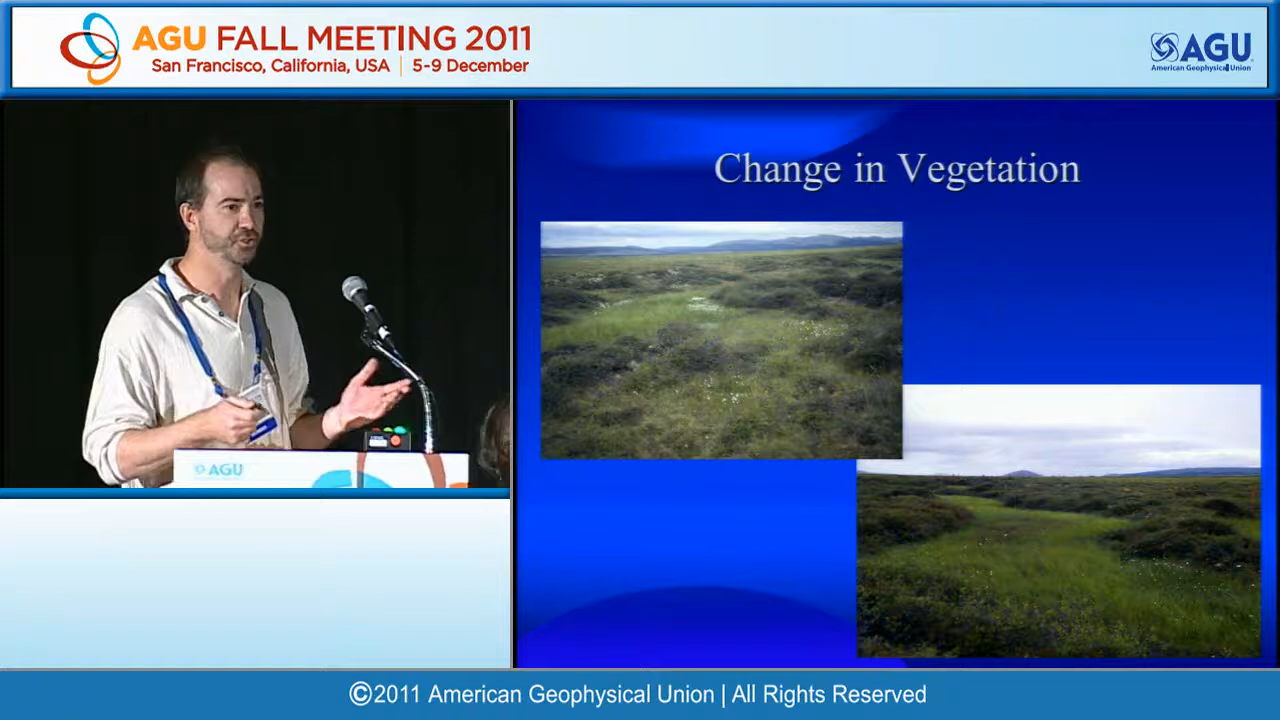 AGU FALL MEETING 2011
San Francisco, California, USA | 5-9 December
AGU
American Geophysical Union
Change in Vegetation
AGU
©2011 American Geophysical Union | All Rights Reserved